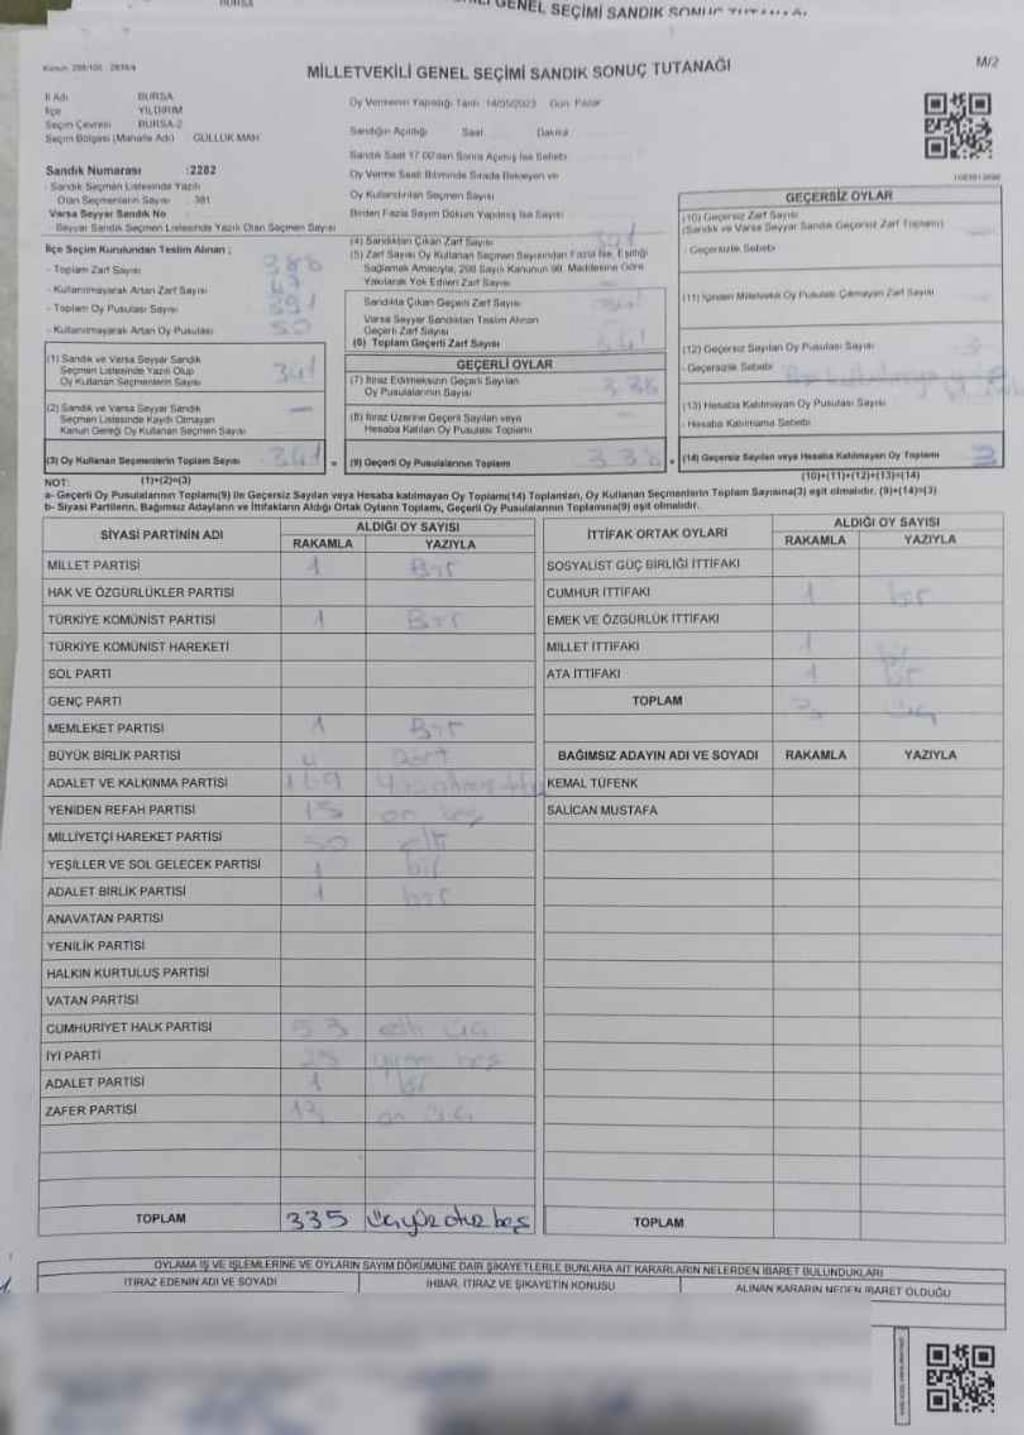 BURSA
GENEL SEÇİMİ SANDIK SONUÇ
MİLLETVEKİLİ GENEL SEÇİMİ SANDIK SONUÇ TUTANAĞI
M/2
İl Adı BURSA
İlçe YILDIRIM
Seçim Çevresi BURSA-2
Seçim Bölgesi (Mahalle Adı) GÜLLÜK MAH.
Sandık Numarası :2282
- Sandık Seçmen Listesinde Yazılı
Olan Seçmenlerin Sayısı 381
Varsa Seyyar Sandık No
- Seyyar Sandık Seçmen Listesinde Yazılı Olan Seçmen Sayısı
İlçe Seçim Kurulundan Teslim Alınan ;
- Toplam Zarf Sayısı 388
- Kullanılmayarak Artan Zarf Sayısı 47
- Toplam Oy Pusulası Sayısı 391
- Kullanılmayarak Artan Oy Pusulası 50
(1) Sandık ve Varsa Seyyar Sandık
Seçmen Listesinde Yazılı Olup
Oy Kullanan Seçmenlerin Sayısı 341
(2) Sandık ve Varsa Seyyar Sandık
Seçmen Listesinde Kaydı Olmayan
Kanun Gereği Oy Kullanan Seçmen Sayısı —
(3) Oy Kullanan Seçmenlerin Toplam Sayısı 341
Oy Vermenin Yapıldığı Tarih 14/05/2023 Gün Pazar
Sandığın Açıldığı Saat Dakika
Sandık Saat 17.00'den Sonra Açılmış İse Sebebi
Oy Verme Saati Bitiminde Sırada Bekleyen ve
Oy Kullandırılan Seçmen Sayısı
Birden Fazla Sayım Döküm Yapılmış İse Sayısı
(4) Sandıktan Çıkan Zarf Sayısı 341
(5) Zarf Sayısı Oy Kullanan Seçmen Sayısından Fazla İse, Eşitliği
Sağlamak Amacıyla, 298 Sayılı Kanunun 98. Maddesine Göre
Yakılarak Yok Edilen Zarf Sayısı
Sandıkta Çıkan Geçerli Zarf Sayısı 341
Varsa Seyyar Sandıktan Teslim Alınan
Geçerli Zarf Sayısı
(6) Toplam Geçerli Zarf Sayısı 341
GEÇERLİ OYLAR
(7) İtiraz Edilmeksizin Geçerli Sayılan
Oy Pusulalarının Sayısı 338
(8) İtiraz Üzerine Geçerli Sayılan veya
Hesaba Katılan Oy Pusulası Toplamı —
(9) Geçerli Oy Pusulalarının Toplamı 338
GEÇERSİZ OYLAR
(10) Geçersiz Zarf Sayısı
(Sandık ve Varsa Seyyar Sandık Geçersiz Zarf Toplamı)
- Geçersizlik Sebebi
(11) İçinden Milletvekili Oy Pusulası Çıkmayan Zarf Sayısı
(12) Geçersiz Sayılan Oy Pusulası Sayısı 3
- Geçersizlik Sebebi
(13) Hesaba Katılmayan Oy Pusulası Sayısı
- Hesaba Katılmama Sebebi
(14) Geçersiz Sayılan veya Hesaba Katılmayan Oy Toplamı 3
NOT: (1)+(2)=(3) (10)+(11)+(12)+(13)=(14)
a- Geçerli Oy Pusulalarının Toplamı(9) ile Geçersiz Sayılan veya Hesaba katılmayan Oy Toplamı(14) Toplamları, Oy Kullanan Seçmenlerin Toplam Sayısına(3) eşit olmalıdır. (9)+(14)=(3)
b- Siyasi Partilerin, Bağımsız Adayların ve İttifakların Aldığı Ortak Oyların Toplamı, Geçerli Oy Pusulalarının Toplamına(9) eşit olmalıdır.
SİYASİ PARTİNİN ADI ALDIĞI OY SAYISI
RAKAMLA YAZIYLA
MİLLET PARTİSİ 1 Bir
HAK VE ÖZGÜRLÜKLER PARTİSİ
TÜRKİYE KOMÜNİST PARTİSİ 1 Bir
TÜRKİYE KOMÜNİST HAREKETİ
SOL PARTİ
GENÇ PARTİ
MEMLEKET PARTİSİ 1 Bir
BÜYÜK BİRLİK PARTİSİ 4 Dört
ADALET VE KALKINMA PARTİSİ 169
YENİDEN REFAH PARTİSİ 15 on beş
MİLLİYETÇİ HAREKET PARTİSİ 50 elli
YEŞİLLER VE SOL GELECEK PARTİSİ 1 bir
ADALET BİRLİK PARTİSİ 1 bir
ANAVATAN PARTİSİ
YENİLİK PARTİSİ
HALKIN KURTULUŞ PARTİSİ
VATAN PARTİSİ
CUMHURİYET HALK PARTİSİ 53 elli üç
İYİ PARTİ 25 yirmi beş
ADALET PARTİSİ 1 bir
ZAFER PARTİSİ 13 on üç
TOPLAM 335 üçyüz otuz beş
İTTİFAK ORTAK OYLARI ALDIĞI OY SAYISI
RAKAMLA YAZIYLA
SOSYALİST GÜÇ BİRLİĞİ İTTİFAKI
CUMHUR İTTİFAKI 1 bir
EMEK VE ÖZGÜRLÜK İTTİFAKI
MİLLET İTTİFAKI 1 bir
ATA İTTİFAKI 1 bir
TOPLAM 3 üç
BAĞIMSIZ ADAYIN ADI VE SOYADI RAKAMLA YAZIYLA
KEMAL TÜFENK
SALİCAN MUSTAFA
TOPLAM
OYLAMA İŞ VE İŞLEMLERİNE VE OYLARIN SAYIM DÖKÜMÜNE DAİR ŞİKAYETLERLE BUNLARA AİT KARARLARIN NELERDEN İBARET BULUNDUKLARI
İTİRAZ EDENİN ADI VE SOYADI İHBAR, İTİRAZ VE ŞİKAYETİN KONUSU ALINAN KARARIN NEDEN İBARET OLDUĞU